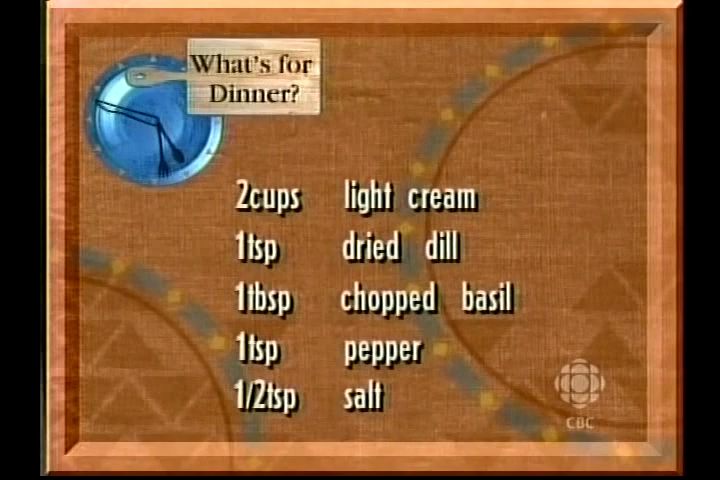 What's for
Dinner?
2cups light cream
1tsp dried dill
1tbsp chopped basil
1tsp pepper
1/2tsp salt
CBC